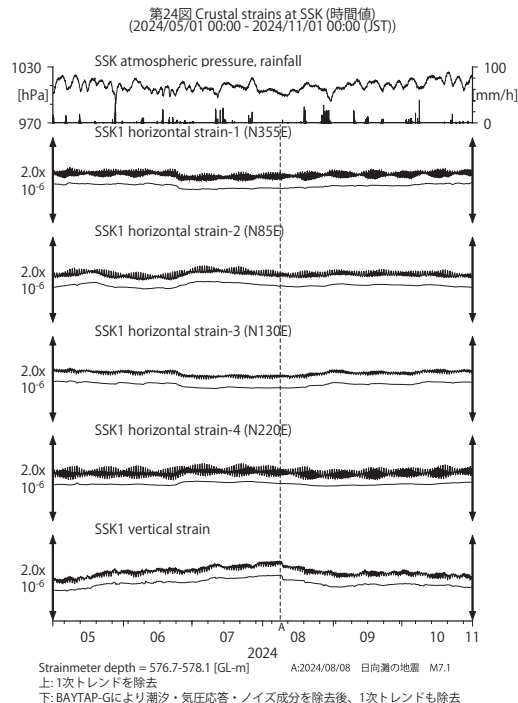 第24図 Crustal strains at SSK (時間値)
(2024/05/01 00:00 - 2024/11/01 00:00 (JST))
SSK atmospheric pressure, rainfall
1030 100
[hPa] [mm/h]
970 0
SSK1 horizontal strain-1 (N355E)
2.0x
10-6
SSK1 horizontal strain-2 (N85E)
2.0x
10-6
SSK1 horizontal strain-3 (N130E)
2.0x
10-6
SSK1 horizontal strain-4 (N220E)
2.0x
10-6
SSK1 vertical strain
2.0x
10-6
A
05 06 07 08 09 10 11
2024
Strainmeter depth = 576.7-578.1 [GL-m] A:2024/08/08 日向灘の地震 M7.1
上: 1次トレンドを除去
下: BAYTAP-Gにより潮汐・気圧応答・ノイズ成分を除去後、1次トレンドも除去